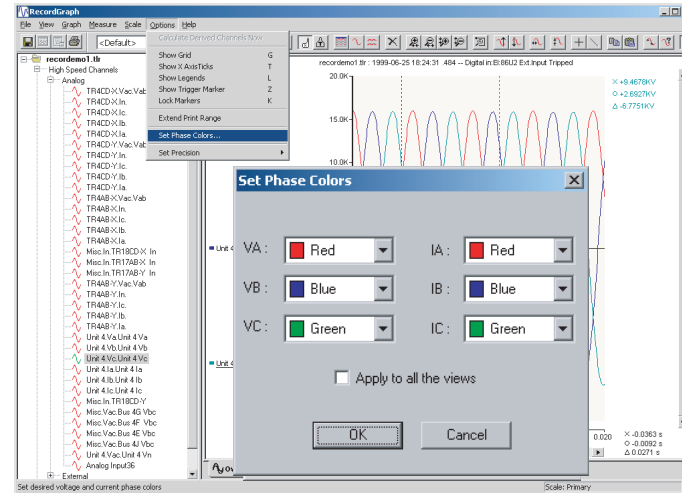 RecordGraph
File View Graph Measure Scale Options Help
<Default>
Calculate Derived Channels Now
Show Grid G
Show X AxisTicks T
Show Legends L
Show Trigger Marker Z
Lock Markers K
Extend Print Range
Set Phase Colors...
Set Precision
recordemo1.tlr
High Speed Channels
Analog
TR4CD-X.Vac.Vab
TR4CD-X.In.
TR4CD-X.Ic.
TR4CD-X.Ib.
TR4CD-X.Ia.
TR4CD-Y.Vac.Vab
TR4CD-Y.In.
TR4CD-Y.Ic.
TR4CD-Y.Ib.
TR4CD-Y.Ia.
TR4AB-X.Vac.Vab
TR4AB-X.In.
TR4AB-X.Ic.
TR4AB-X.Ib.
TR4AB-X.Ia.
Misc.In.TR18CD-X In
Misc.In.TR17AB-X In
Misc.In.TR17AB-Y In
TR4AB-Y.Vac.Vab
TR4AB-Y.In.
TR4AB-Y.Ic.
TR4AB-Y.Ib.
TR4AB-Y.Ia.
Unit 4.Va.Unit 4 Va
Unit 4.Vb.Unit 4 Vb
Unit 4.Vc.Unit 4 Vc
Unit 4.Ia.Unit 4 Ia
Unit 4.Ib.Unit 4 Ib
Unit 4.Ic.Unit 4 Ic
Misc.In.TR18CD-Y
Misc.Vac.Bus 4G Vbc
Misc.Vac.Bus 4F Vbc
Misc.Vac.Bus 4E Vbc
Misc.Vac.Bus 4J Vbc
Unit 4.Vac.Unit 4 Vn
Analog Input36
External
recordemo1.tlr : 1999-06-25 18:24:31 .484 -- Digital in:EI:86U2 Ext.Input Tripped
20.0K
15.0K
10.0K
×+9.4678KV
○+2.6927KV
△-6.7751KV
Unit 4
Unit 4
Set Phase Colors
VA : Red IA : Red
VB : Blue IB : Blue
VC : Green IC : Green
Apply to all the views
OK Cancel
0.020
×-0.0363 s
○-0.0092 s
△0.0271 s
Set desired voltage and current phase colors
Scale: Primary